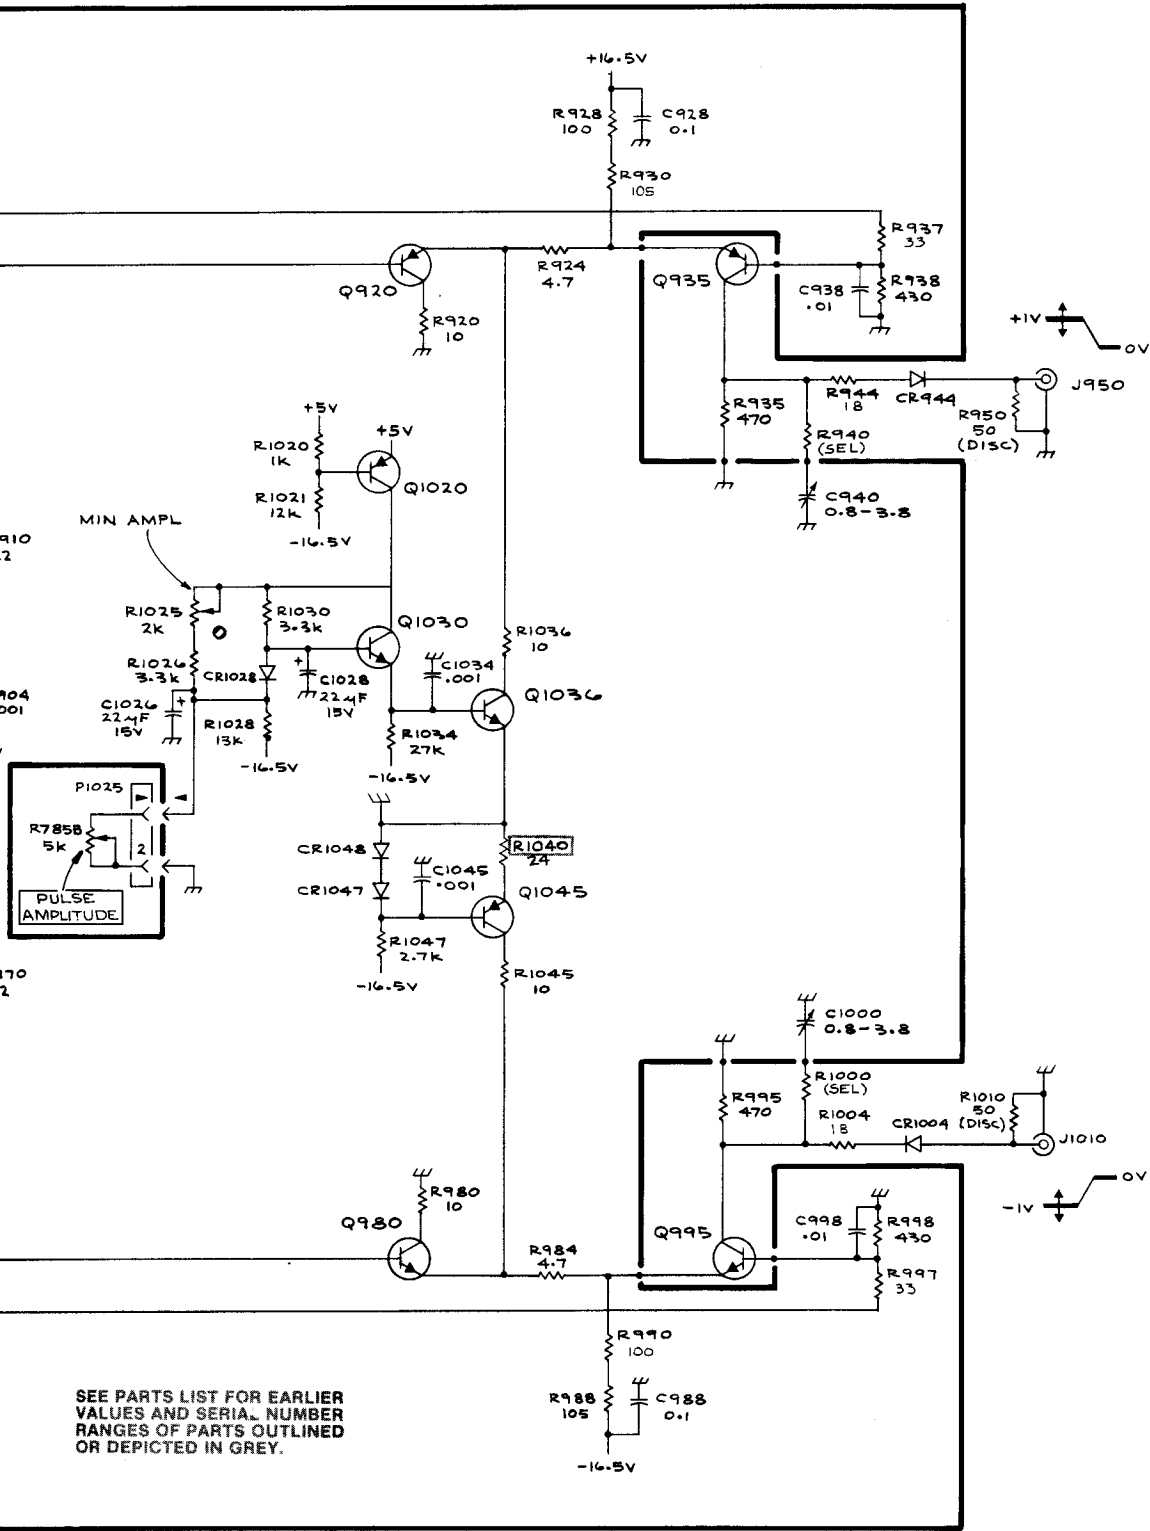 +16.5V
R928
100
C928
0.1
R930
105
R937
33
Q920
R924
4.7
Q935
C938
.01
R938
430
R920
10
+1V
0V
J950
R935
470
R944
18
CR944
R950
50
(DISC)
R940
(SEL)
C940
0.8-3.8
+5V
R1020
1K
+5V
Q1020
R1021
12K
-16.5V
MIN AMPL
910
2
R1025
2K
R1030
3.3K
Q1030
R1036
10
R1026
3.3K
CR1028
C1034
.001
C1028
22µF
15V
Q1036
904
001
C1026
22µF
15V
R1028
13K
-16.5V
R1034
27K
-16.5V
P1025
R785B
5K
2
PULSE
AMPLITUDE
CR1048
R1040
24
CR1047
C1045
.001
Q1045
R1047
2.7K
-16.5V
R1045
10
170
2
C1000
0.8-3.8
R995
470
R1000
(SEL)
R1004
18
CR1004
R1010
50
(DISC)
J1010
0V
-1V
R980
10
Q980
R984
4.7
Q995
C998
.01
R998
430
R997
33
R990
100
R988
105
C988
0.1
-16.5V
SEE PARTS LIST FOR EARLIER
VALUES AND SERIAL NUMBER
RANGES OF PARTS OUTLINED
OR DEPICTED IN GREY.